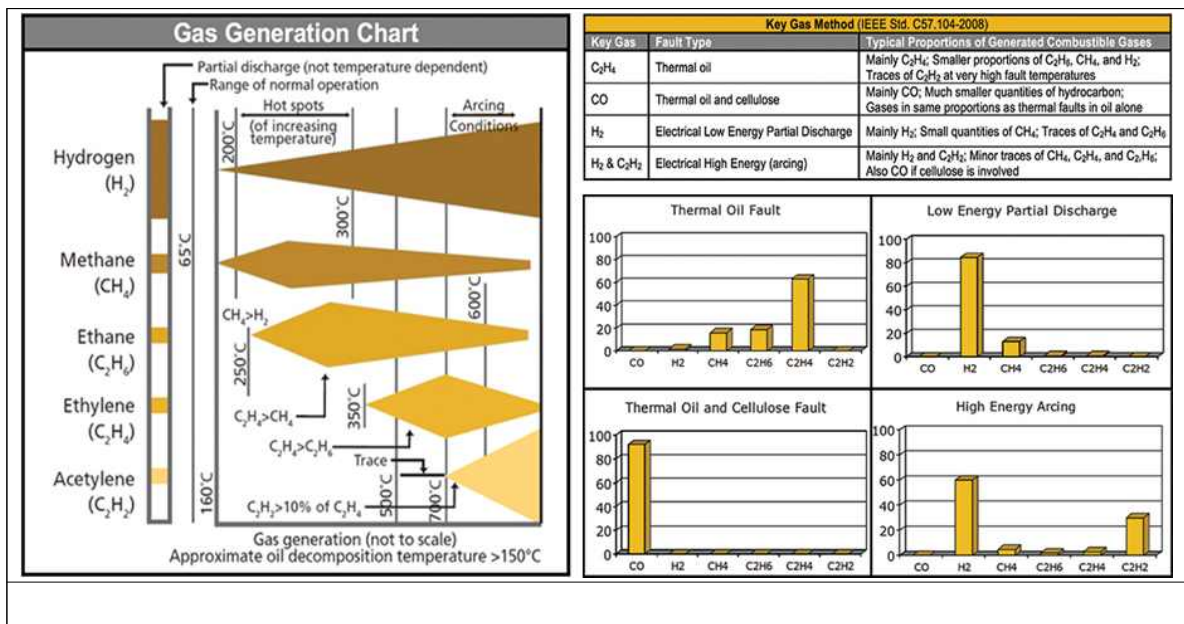 Gas Generation Chart
Partial discharge (not temperature dependent)
Range of normal operation
Hot spots
(of increasing
temperature)
Arcing
Conditions
200°C
Hydrogen
(H₂)
300°C
65°C
Methane
(CH₄)
600°C
CH₄>H₂
Ethane
(C₂H₆)
250°C
C₂H₄>CH₄
350°C
Ethylene
(C₂H₄)
C₂H₄>C₂H₆
Trace
Acetylene
(C₂H₂)
160°C
500°C
700°C
C₂H₂>10% of C₂H₄
Gas generation (not to scale)
Approximate oil decomposition temperature >150°C
Key Gas Method (IEEE Std. C57.104-2008)
Key Gas Fault Type Typical Proportions of Generated Combustible Gases
C₂H₄ Thermal oil Mainly C₂H₄; Smaller proportions of C₂H₆, CH₄, and H₂;
Traces of C₂H₂ at very high fault temperatures
CO Thermal oil and cellulose Mainly CO; Much smaller quantities of hydrocarbon;
Gases in same proportions as thermal faults in oil alone
H₂ Electrical Low Energy Partial Discharge Mainly H₂; Small quantities of CH₄; Traces of C₂H₄ and C₂H₆
H₂ & C₂H₂ Electrical High Energy (arcing) Mainly H₂ and C₂H₂; Minor traces of CH₄, C₂H₄, and C₂,H₆;
Also CO if cellulose is involved
Thermal Oil Fault
100
80
60
40
20
0
CO H2 CH4 C2H6 C2H4 C2H2
Low Energy Partial Discharge
100
80
60
40
20
0
CO H2 CH4 C2H6 C2H4 C2H2
Thermal Oil and Cellulose Fault
100
80
60
40
20
0
CO H2 CH4 C2H6 C2H4 C2H2
High Energy Arcing
100
80
60
40
20
0
CO H2 CH4 C2H6 C2H4 C2H2